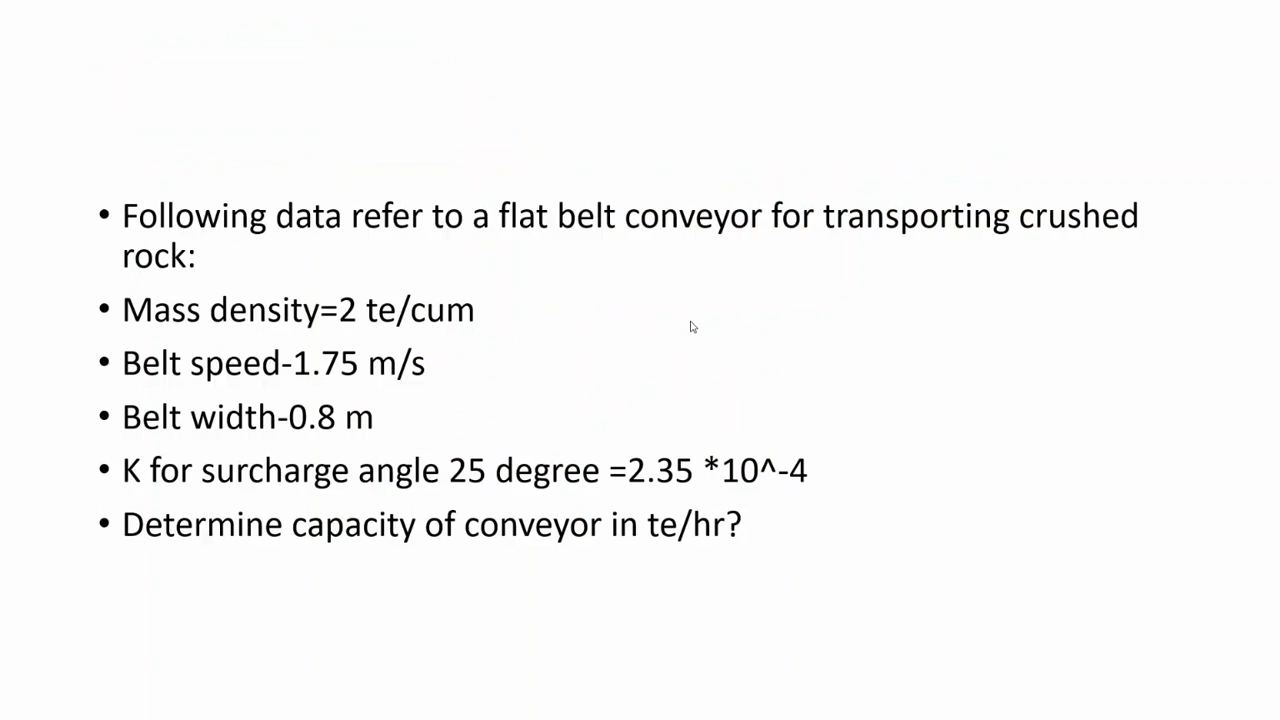 • Following data refer to a flat belt conveyor for transporting crushed
rock:
• Mass density=2 te/cum
• Belt speed-1.75 m/s
• Belt width-0.8 m
• K for surcharge angle 25 degree =2.35 *10^-4
• Determine capacity of conveyor in te/hr?